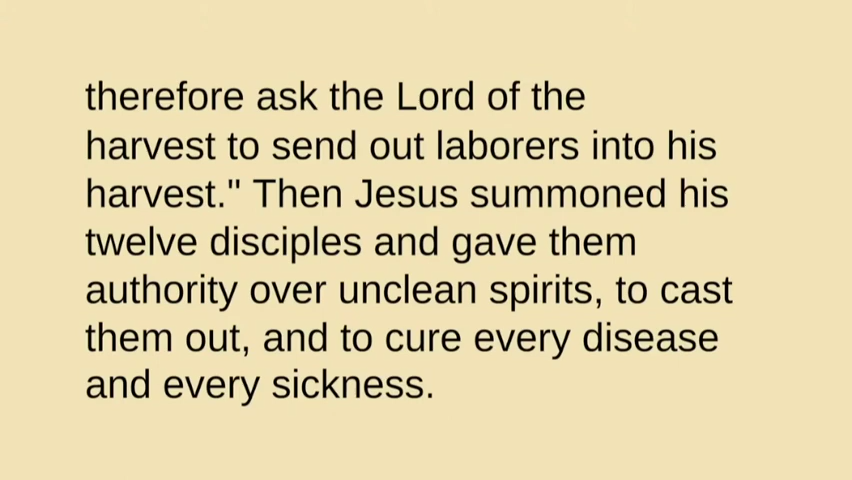 therefore ask the Lord of the
harvest to send out laborers into his
harvest." Then Jesus summoned his
twelve disciples and gave them
authority over unclean spirits, to cast
them out, and to cure every disease
and every sickness.